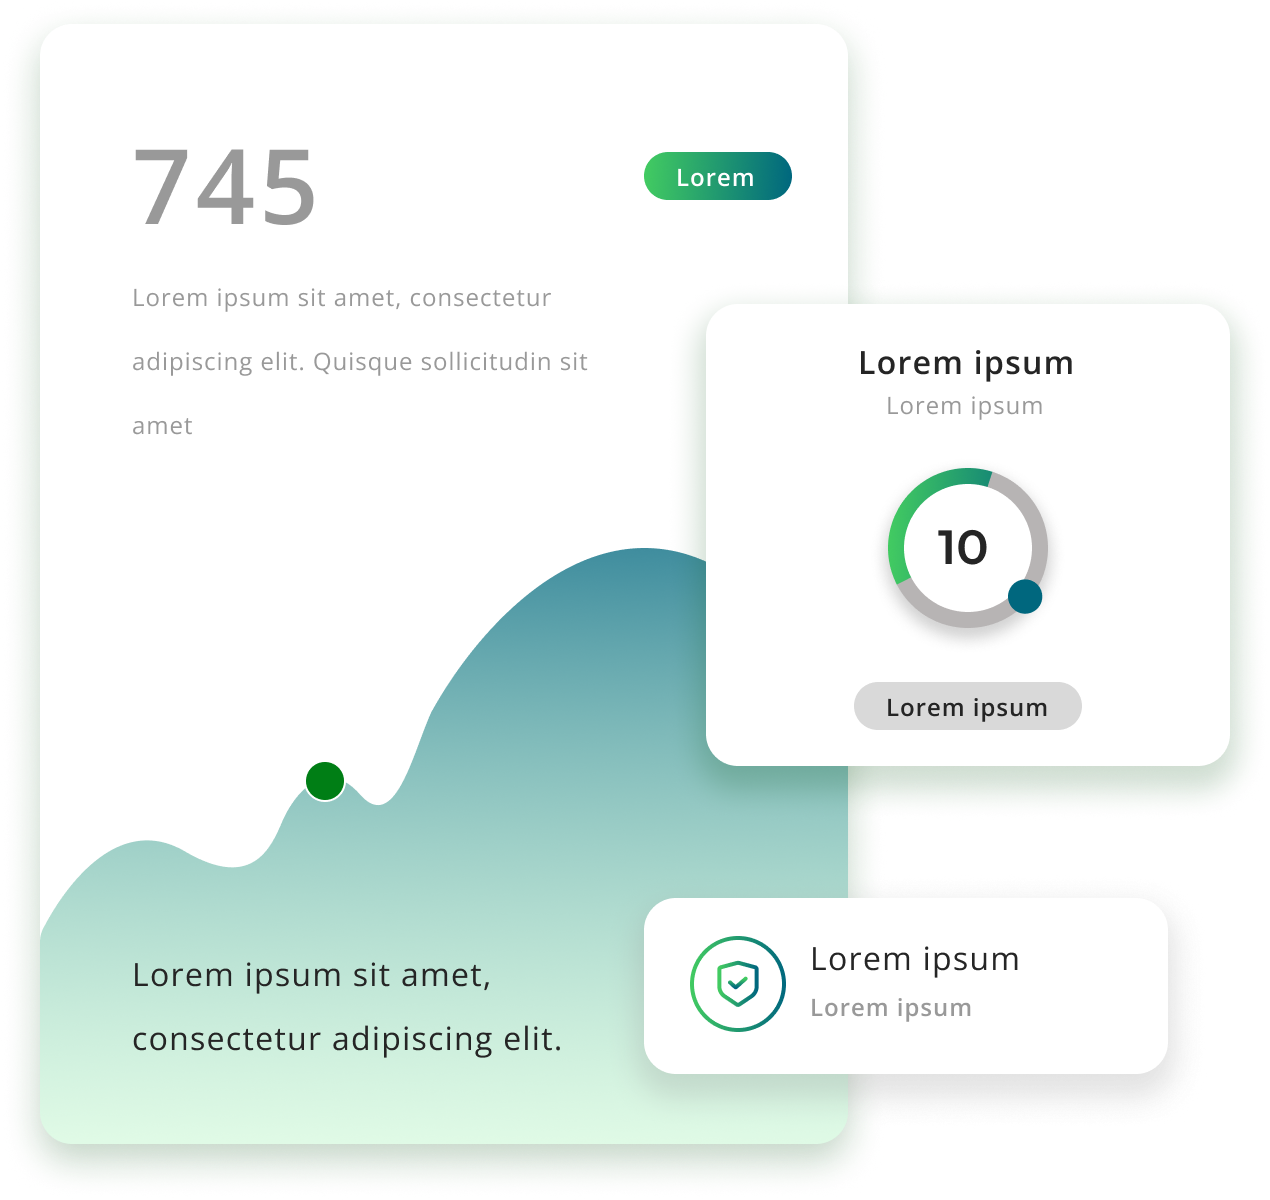 745
Lorem
Lorem ipsum sit amet, consectetur
adipiscing elit. Quisque sollicitudin sit
amet
Lorem ipsum
Lorem ipsum
10
Lorem ipsum
Lorem ipsum sit amet,
consectetur adipiscing elit.
Lorem ipsum
Lorem ipsum